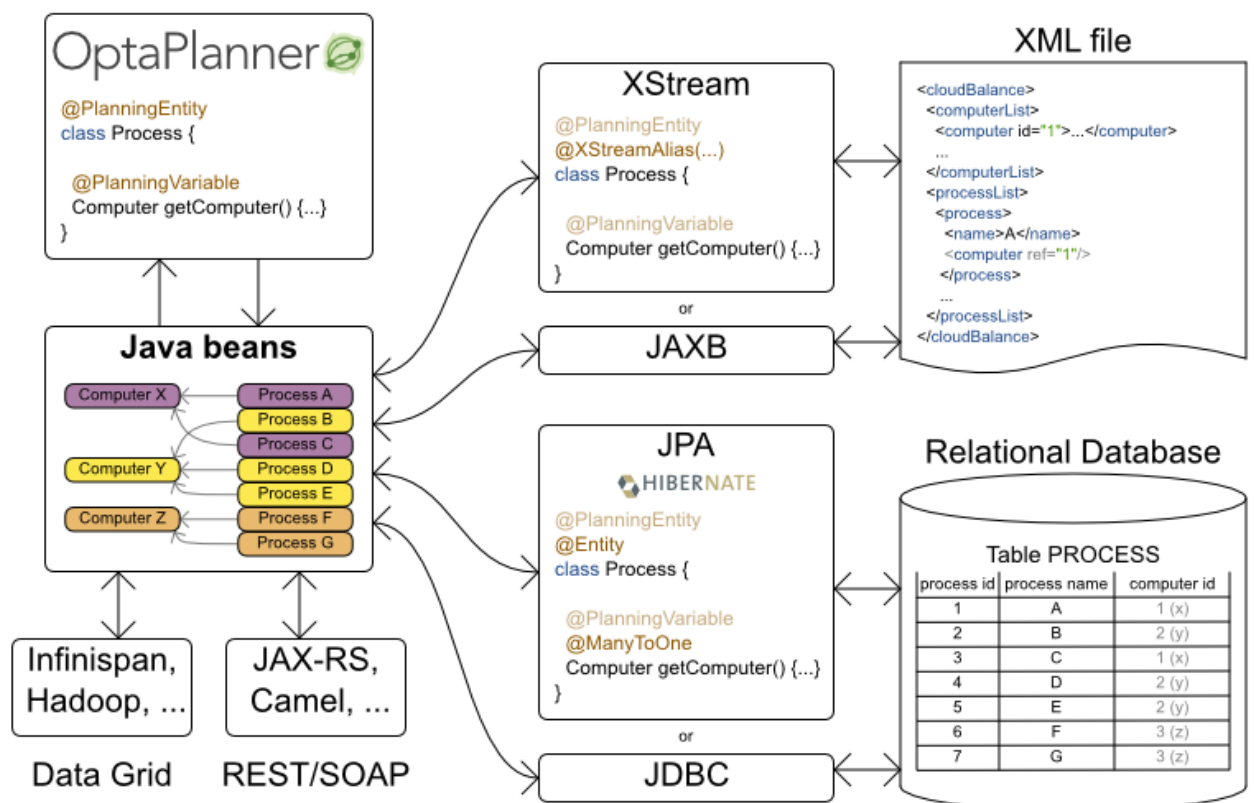 OptaPlanner
@PlanningEntity
class Process {
@PlanningVariable
Computer getComputer() {...}
}
Java beans
Computer X
Computer Y
Computer Z
Process A
Process B
Process C
Process D
Process E
Process F
Process G
Infinispan,
Hadoop, ...
Data Grid
JAX-RS,
Camel, ...
REST/SOAP
XStream
@PlanningEntity
@XStreamAlias(...)
class Process {
@PlanningVariable
Computer getComputer() {...}
}
or
JAXB
XML file
<cloudBalance>
<computerList>
<computer id="1">...</computer>
...
</computerList>
<processList>
<process>
<name>A</name>
<computer ref="1"/>
</process>
...
</processList>
</cloudBalance>
JPA
HIBERNATE
@PlanningEntity
@Entity
class Process {
@PlanningVariable
@ManyToOne
Computer getComputer() {...}
}
or
JDBC
Relational Database
Table PROCESS
process id process name computer id
1 A 1 (x)
2 B 2 (y)
3 C 1 (x)
4 D 2 (y)
5 E 2 (y)
6 F 3 (z)
7 G 3 (z)